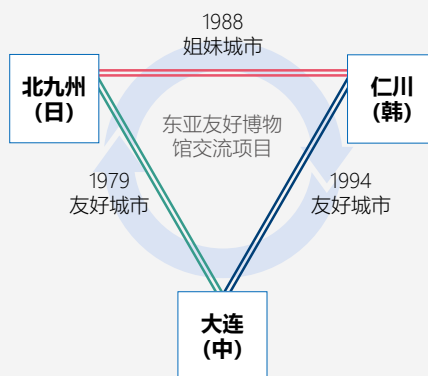 1988
姐妹城市
北九州
(日)
仁川
(韩)
东亚友好博物
馆交流项目
1979
友好城市
1994
友好城市
大连
(中)